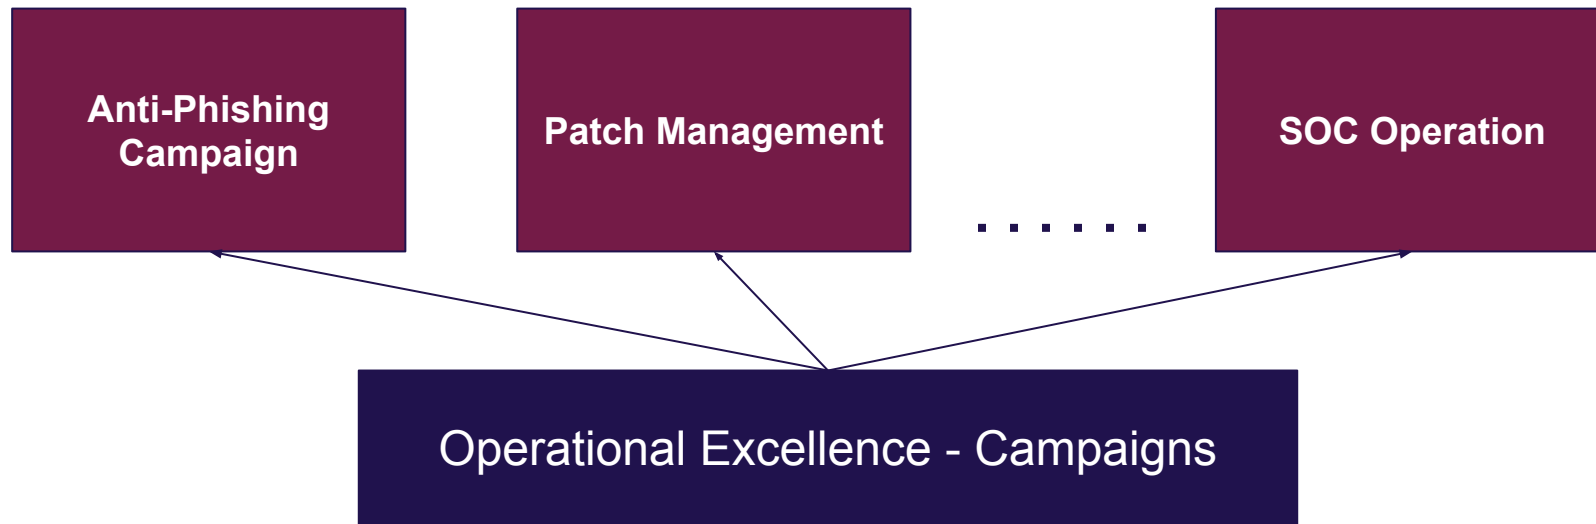 Anti-Phishing
Campaign
Patch Management
......
SOC Operation
Operational Excellence - Campaigns